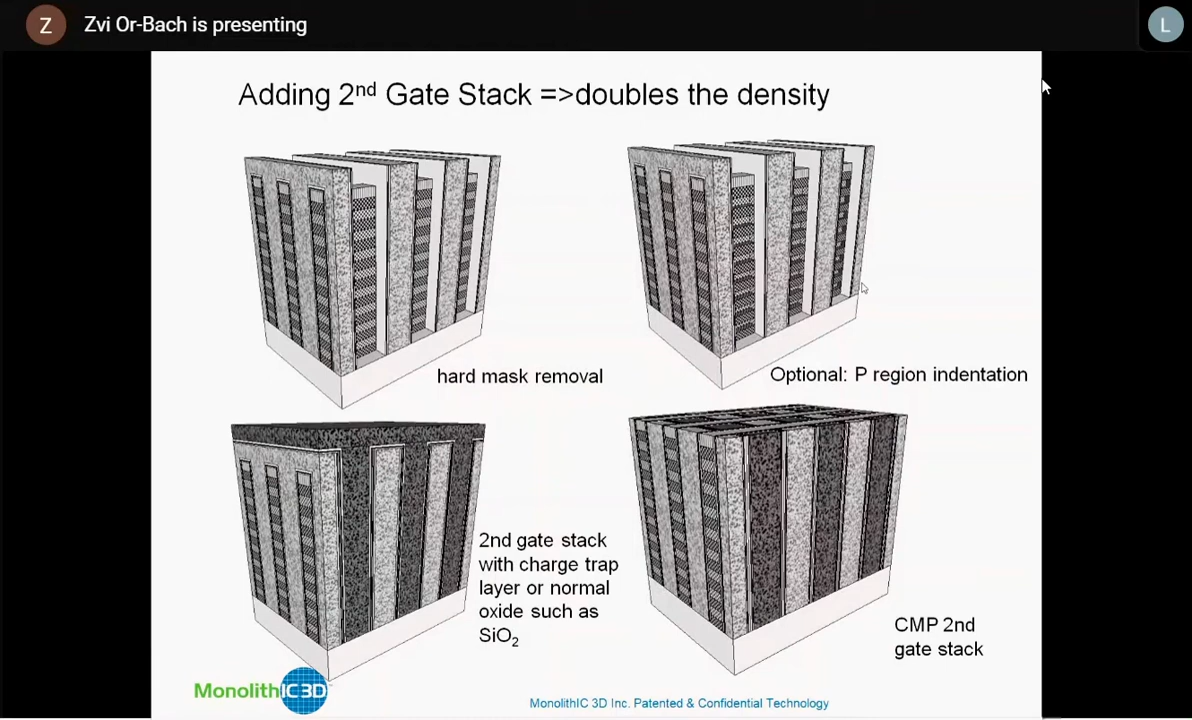 Z
Zvi Or-Bach is presenting
L
Adding 2nd Gate Stack =>doubles the density
hard mask removal
Optional: P region indentation
2nd gate stack
with charge trap
layer or normal
oxide such as
SiO2
CMP 2nd
gate stack
MonolithIC3D
MonolithIC 3D Inc. Patented & Confidential Technology